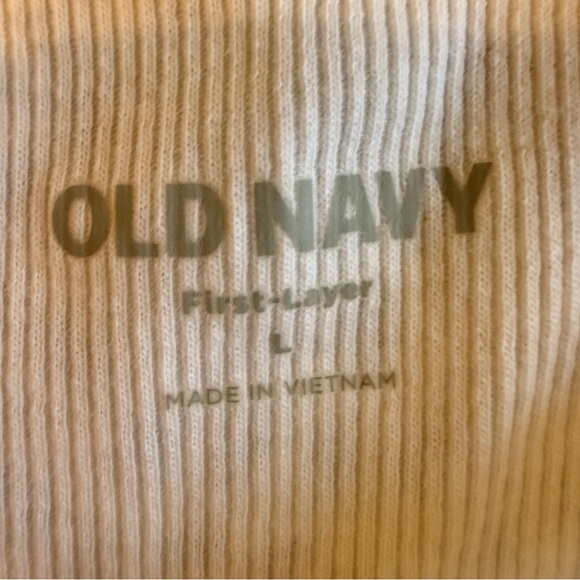 OLD NAVY
First-Layer
L
MADE IN VIETNAM